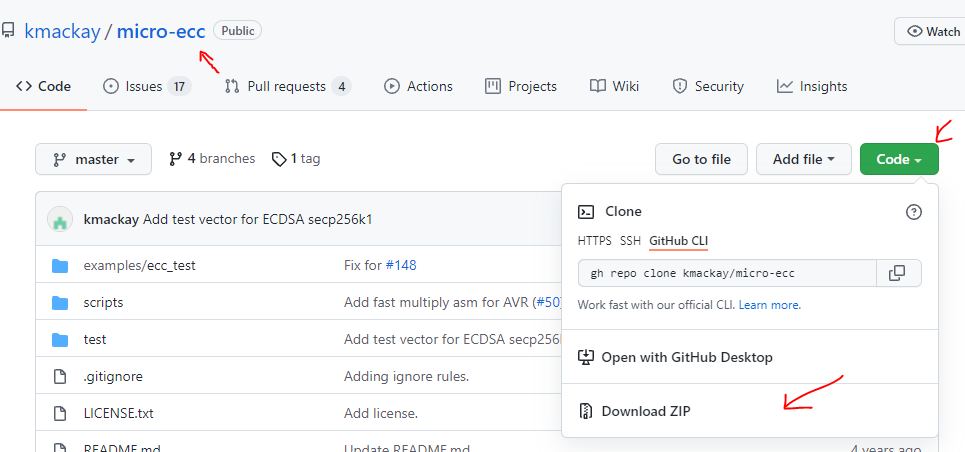 kmackay / micro-ecc Public Watch
Code Issues 17 Pull requests 4 Actions Projects Wiki Security Insights
master 4 branches 1 tag Go to file Add file Code
kmackay Add test vector for ECDSA secp256k1
examples/ecc_test Fix for #148
scripts Add fast multiply asm for AVR (#50)
test Add test vector for ECDSA secp256
.gitignore Adding ignore rules.
LICENSE.txt Add license.
README.md Update README.md 4 years ago
Clone
HTTPS SSH GitHub CLI
gh repo clone kmackay/micro-ecc
Work fast with our official CLI. Learn more.
Open with GitHub Desktop
Download ZIP